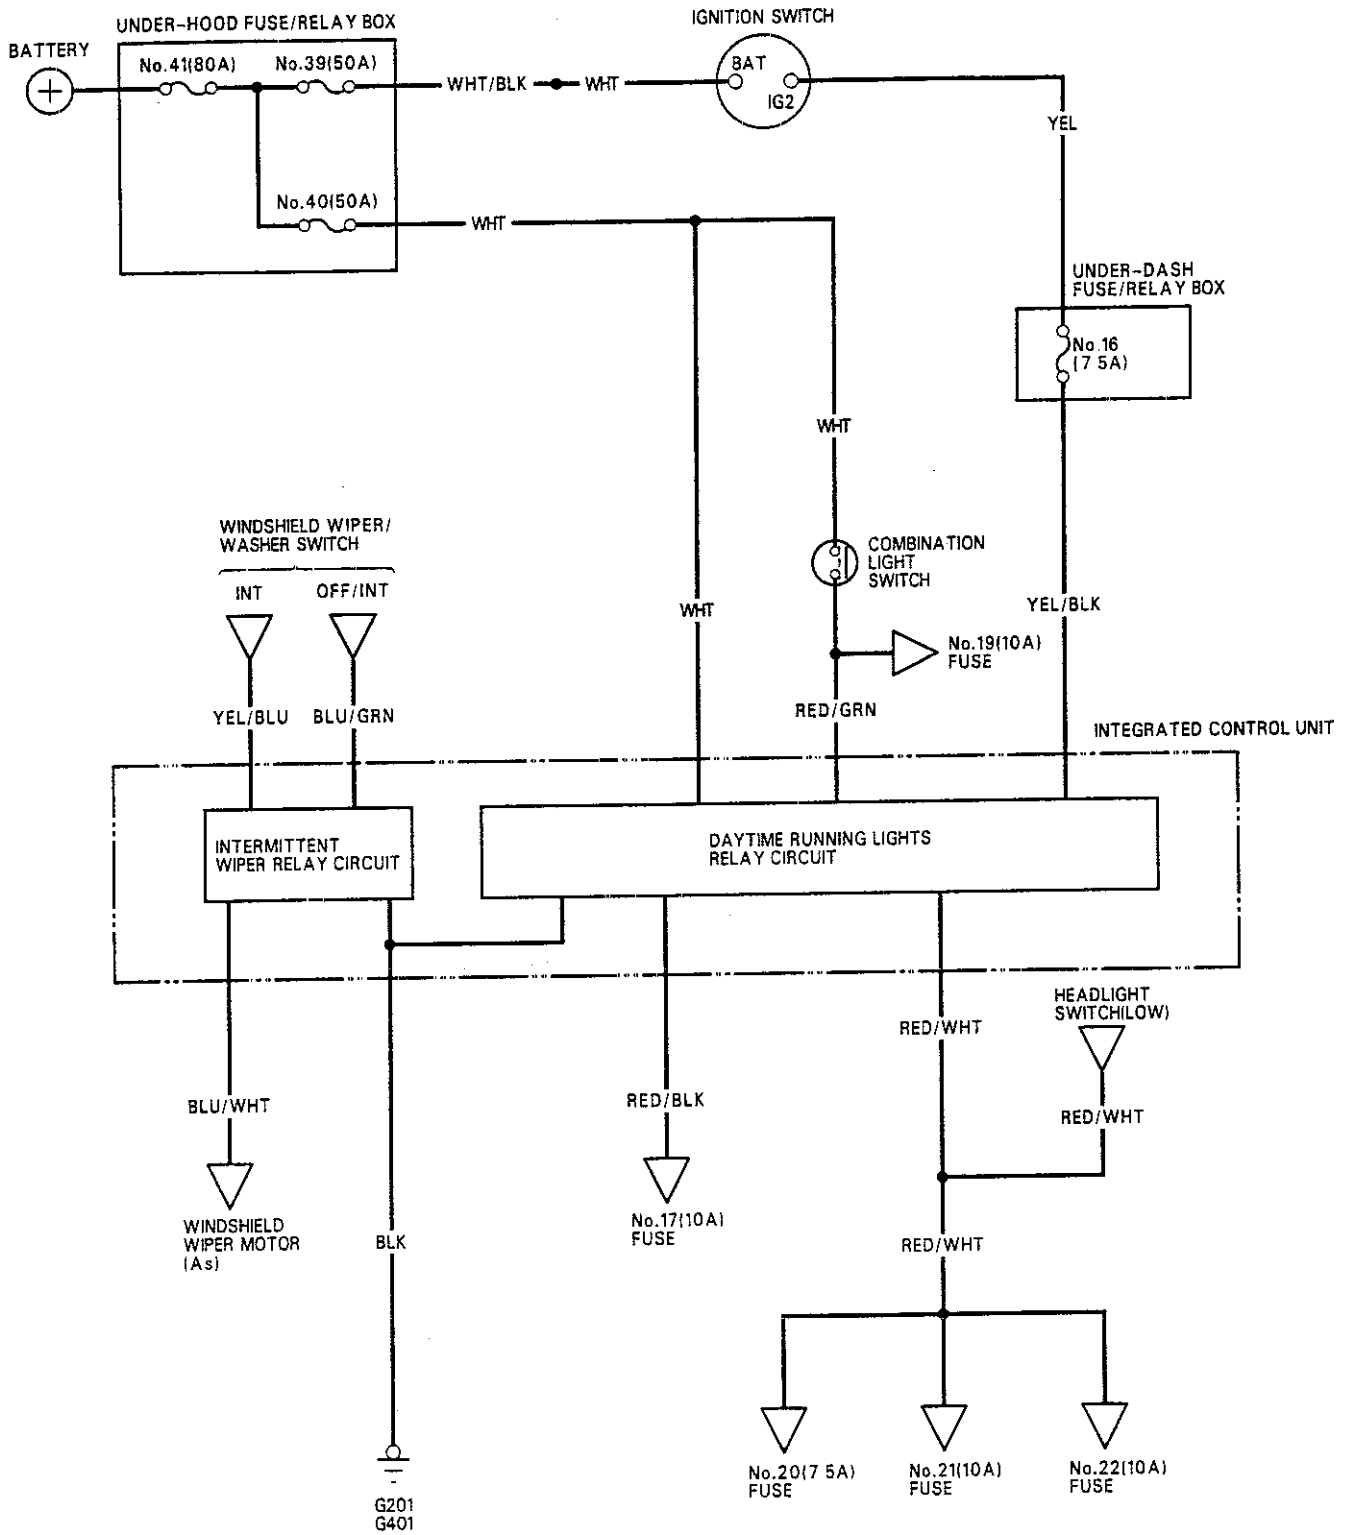 UNDER-HOOD FUSE/RELAY BOX
IGNITION SWITCH
BATTERY
No.41(80A)
No.39(50A)
WHT/BLK
WHT
BAT
IG2
YEL
No.40(50A)
WHT
UNDER-DASH
FUSE/RELAY BOX
No.16
(7 5A)
WHT
WINDSHIELD WIPER/
WASHER SWITCH
INT
OFF/INT
COMBINATION
LIGHT
SWITCH
WHT
YEL/BLK
No.19(10A)
FUSE
YEL/BLU
BLU/GRN
RED/GRN
INTEGRATED CONTROL UNIT
INTERMITTENT
WIPER RELAY CIRCUIT
DAYTIME RUNNING LIGHTS
RELAY CIRCUIT
HEADLIGHT
SWITCH(LOW)
RED/WHT
BLU/WHT
RED/BLK
RED/WHT
WINDSHIELD
WIPER MOTOR
(As)
BLK
No.17(10A)
FUSE
RED/WHT
No.20(7 5A)
FUSE
No.21(10A)
FUSE
No.22(10A)
FUSE
G201
G401